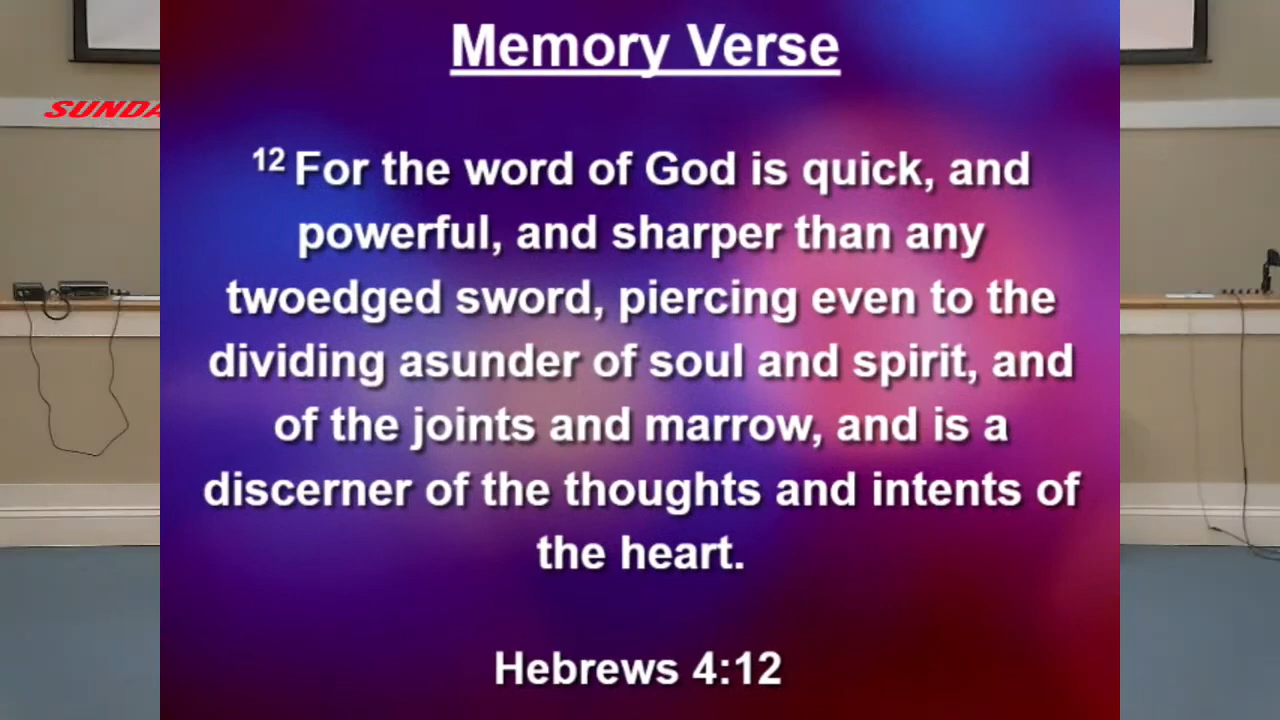 Memory Verse
SUNDA
12 For the word of God is quick, and
powerful, and sharper than any
twoedged sword, piercing even to the
dividing asunder of soul and spirit, and
of the joints and marrow, and is a
discerner of the thoughts and intents of
the heart.
Hebrews 4:12